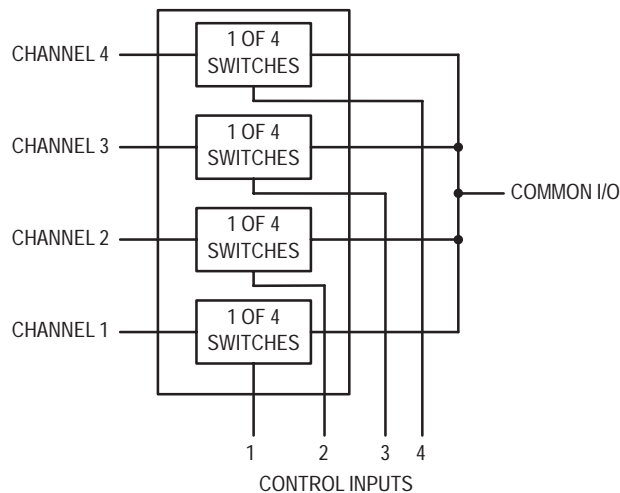 CHANNEL 4
1 OF 4
SWITCHES
CHANNEL 3
1 OF 4
SWITCHES
COMMON I/O
CHANNEL 2
1 OF 4
SWITCHES
CHANNEL 1
1 OF 4
SWITCHES
1 2 3 4
CONTROL INPUTS